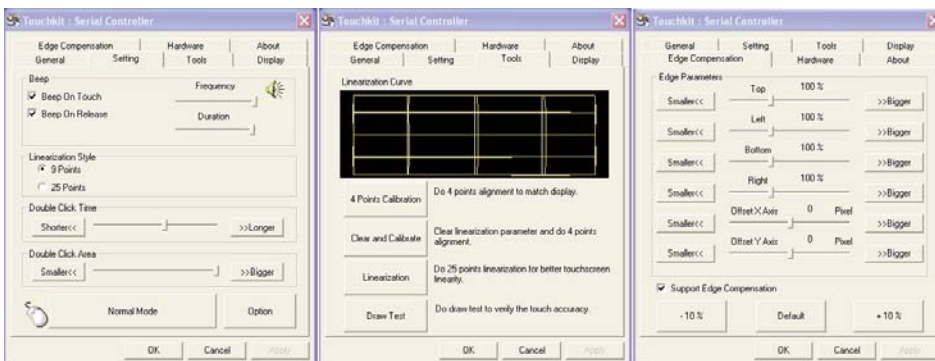 Touchkit : Serial Controller
Edge Compensation Hardware About
General Setting Tools Display
Beep
Beep On Touch
Beep On Release
Frequency
Duration
Linearization Style
9 Points
25 Points
Double Click Time
Shorter<< >>Longer
Double Click Area
Smaller<< >>Bigger
Normal Mode Option
OK Cancel Apply
Touchkit : Serial Controller
Edge Compensation Hardware About
General Setting Tools Display
Linearization Curve
4 Points Calibration
Do 4 points alignment to match display.
Clear and Calibrate
Clear linearization parameter and do 4 points
alignment.
Linearization
Do 25 points linearization for better touchscreen
linearity.
Draw Test
Do draw test to verify the touch accuracy.
OK Cancel Apply
Touchkit : Serial Controller
General Setting Tools Display
Edge Compensation Hardware About
Edge Parameters
Top 100 %
Smaller<< >>Bigger
Left 100 %
Smaller<< >>Bigger
Bottom 100 %
Smaller<< >>Bigger
Right 100 %
Smaller<< >>Bigger
Offset X Axis 0 Pixel
Smaller<< >>Bigger
Offset Y Axis 0 Pixel
Smaller<< >>Bigger
Support Edge Compensation
- 10 % Default + 10 %
OK Cancel Apply